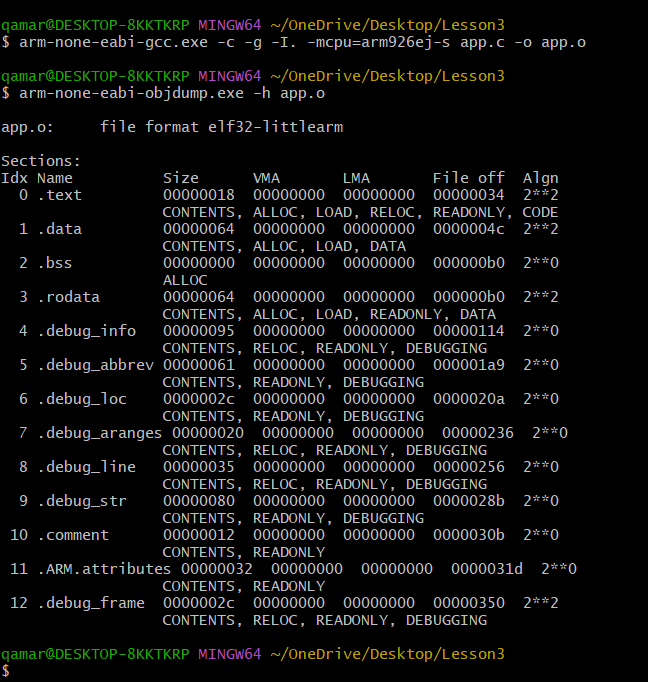 qamar@DESKTOP-8KKTKRP MINGW64 ~/OneDrive/Desktop/Lesson3
$ arm-none-eabi-gcc.exe -c -g -I. -mcpu=arm926ej-s app.c -o app.o

qamar@DESKTOP-8KKTKRP MINGW64 ~/OneDrive/Desktop/Lesson3
$ arm-none-eabi-objdump.exe -h app.o

app.o:     file format elf32-littlearm

Sections:
Idx Name          Size      VMA       LMA       File off  Algn
  0 .text         00000018  00000000  00000000  00000034  2**2
                  CONTENTS, ALLOC, LOAD, RELOC, READONLY, CODE
  1 .data         00000064  00000000  00000000  0000004c  2**2
                  CONTENTS, ALLOC, LOAD, DATA
  2 .bss          00000000  00000000  00000000  000000b0  2**0
                  ALLOC
  3 .rodata       00000064  00000000  00000000  000000b0  2**2
                  CONTENTS, ALLOC, LOAD, READONLY, DATA
  4 .debug_info   00000095  00000000  00000000  00000114  2**0
                  CONTENTS, RELOC, READONLY, DEBUGGING
  5 .debug_abbrev 00000061  00000000  00000000  000001a9  2**0
                  CONTENTS, READONLY, DEBUGGING
  6 .debug_loc    0000002c  00000000  00000000  0000020a  2**0
                  CONTENTS, READONLY, DEBUGGING
  7 .debug_aranges 00000020  00000000  00000000  00000236  2**0
                  CONTENTS, RELOC, READONLY, DEBUGGING
  8 .debug_line   00000035  00000000  00000000  00000256  2**0
                  CONTENTS, RELOC, READONLY, DEBUGGING
  9 .debug_str    00000080  00000000  00000000  0000028b  2**0
                  CONTENTS, READONLY, DEBUGGING
 10 .comment      00000012  00000000  00000000  0000030b  2**0
                  CONTENTS, READONLY
 11 .ARM.attributes 00000032  00000000  00000000  0000031d  2**0
                  CONTENTS, READONLY
 12 .debug_frame  0000002c  00000000  00000000  00000350  2**2
                  CONTENTS, RELOC, READONLY, DEBUGGING

qamar@DESKTOP-8KKTKRP MINGW64 ~/OneDrive/Desktop/Lesson3
$